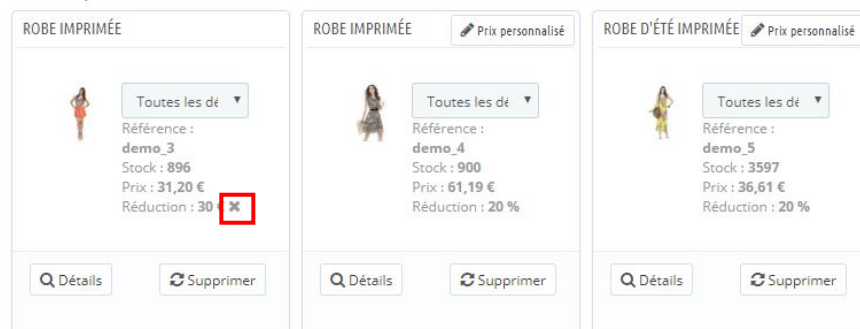 ROBE IMPRIMÉE
Toutes les dé
Référence :
demo_3
Stock : 896
Prix : 31,20 €
Réduction : 30 €
Détails
Supprimer
ROBE IMPRIMÉE
Prix personnalisé
Toutes les dé
Référence :
demo_4
Stock : 900
Prix : 61,19 €
Réduction : 20 %
Détails
Supprimer
ROBE D'ÉTÉ IMPRIMÉE
Prix personnalisé
Toutes les dé
Référence :
demo_5
Stock : 3597
Prix : 36,61 €
Réduction : 20 %
Détails
Supprimer